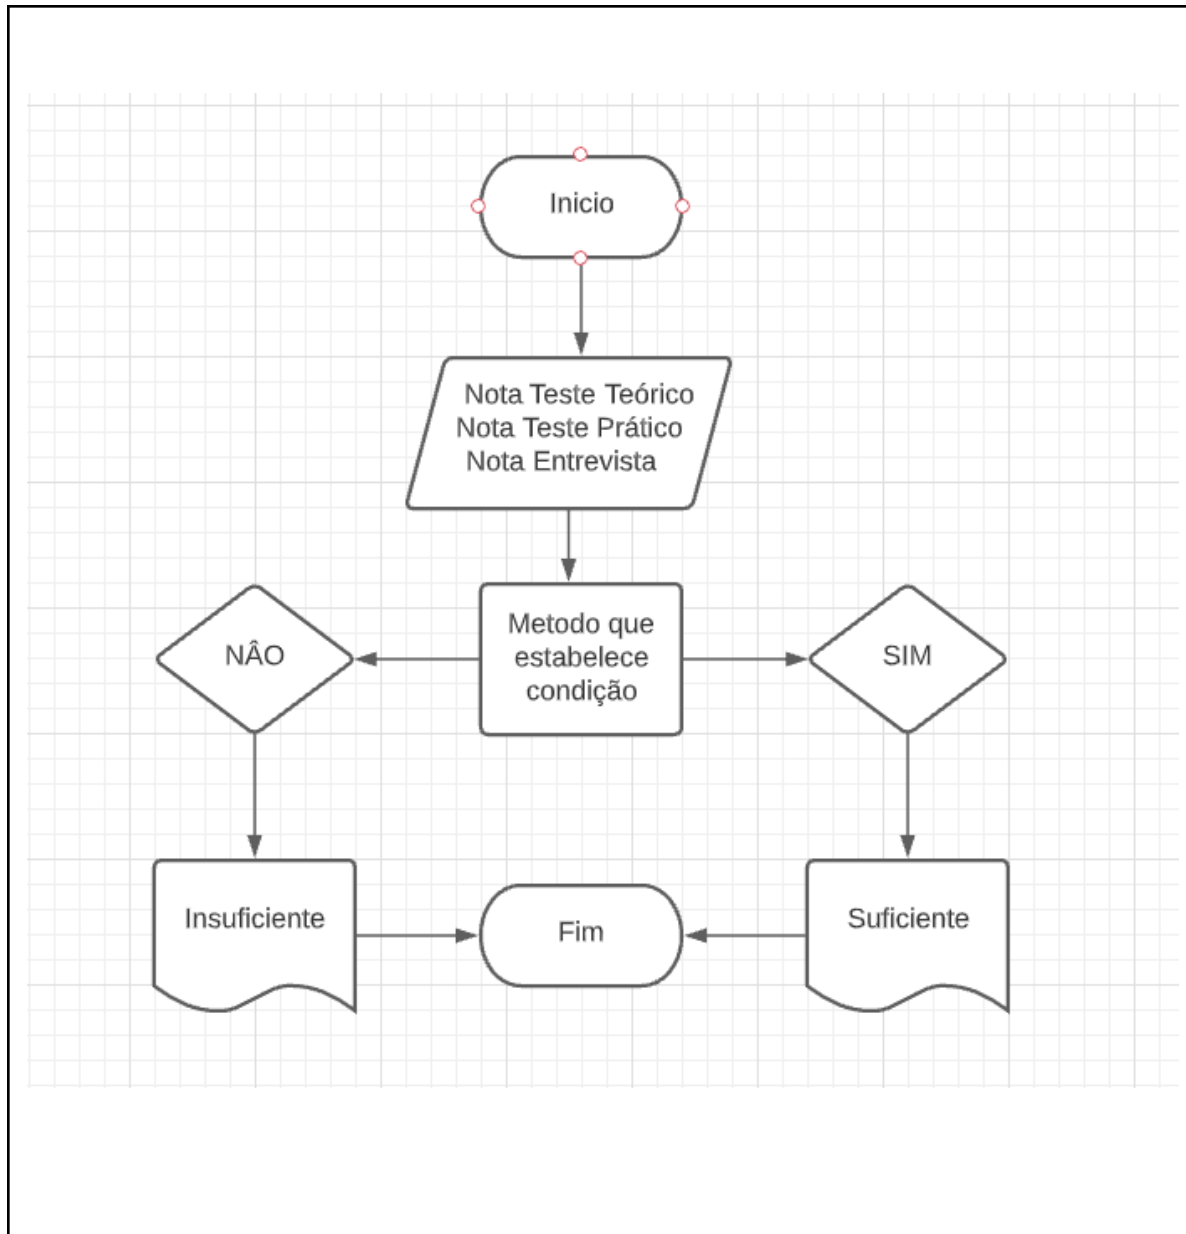 Inicio
Nota Teste Teórico
Nota Teste Prático
Nota Entrevista
NÂO
Metodo que
estabelece
condição
SIM
Insuficiente
Fim
Suficiente